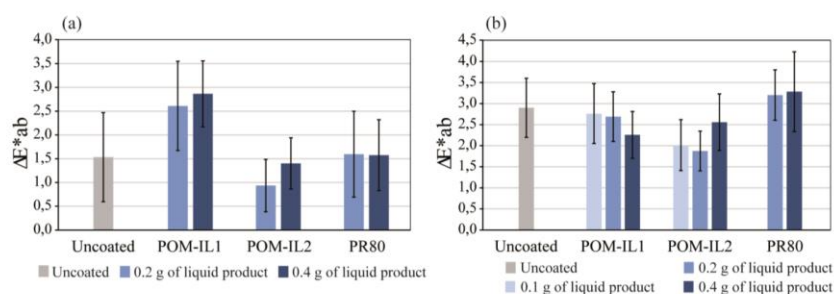 (a)
4,0
3,5
3,0
2,5
2,0
1,5
1,0
0,5
0,0
ΔE*ab
Uncoated POM-IL1 POM-IL2 PR80
Uncoated 0.2 g of liquid product 0.4 g of liquid product
(b)
4,5
4,0
3,5
3,0
2,5
2,0
1,5
1,0
0,5
0,0
ΔE*ab
Uncoated POM-IL1 POM-IL2 PR80
Uncoated 0.2 g of liquid product
0.1 g of liquid product 0.4 g of liquid product